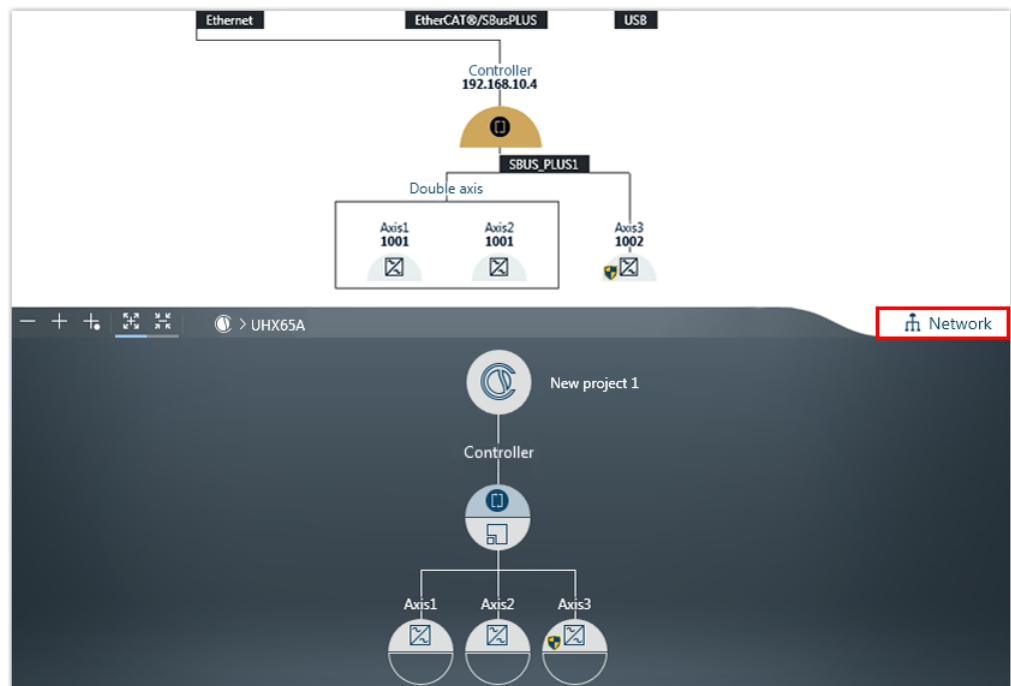 Ethernet
EtherCAT®/SBusPLUS
USB
Controller
192.168.10.4
SBUS_PLUS1
Double axis
Axis1
1001
Axis2
1001
Axis3
1002
> UHX65A
Network
New project 1
Controller
Axis1
Axis2
Axis3